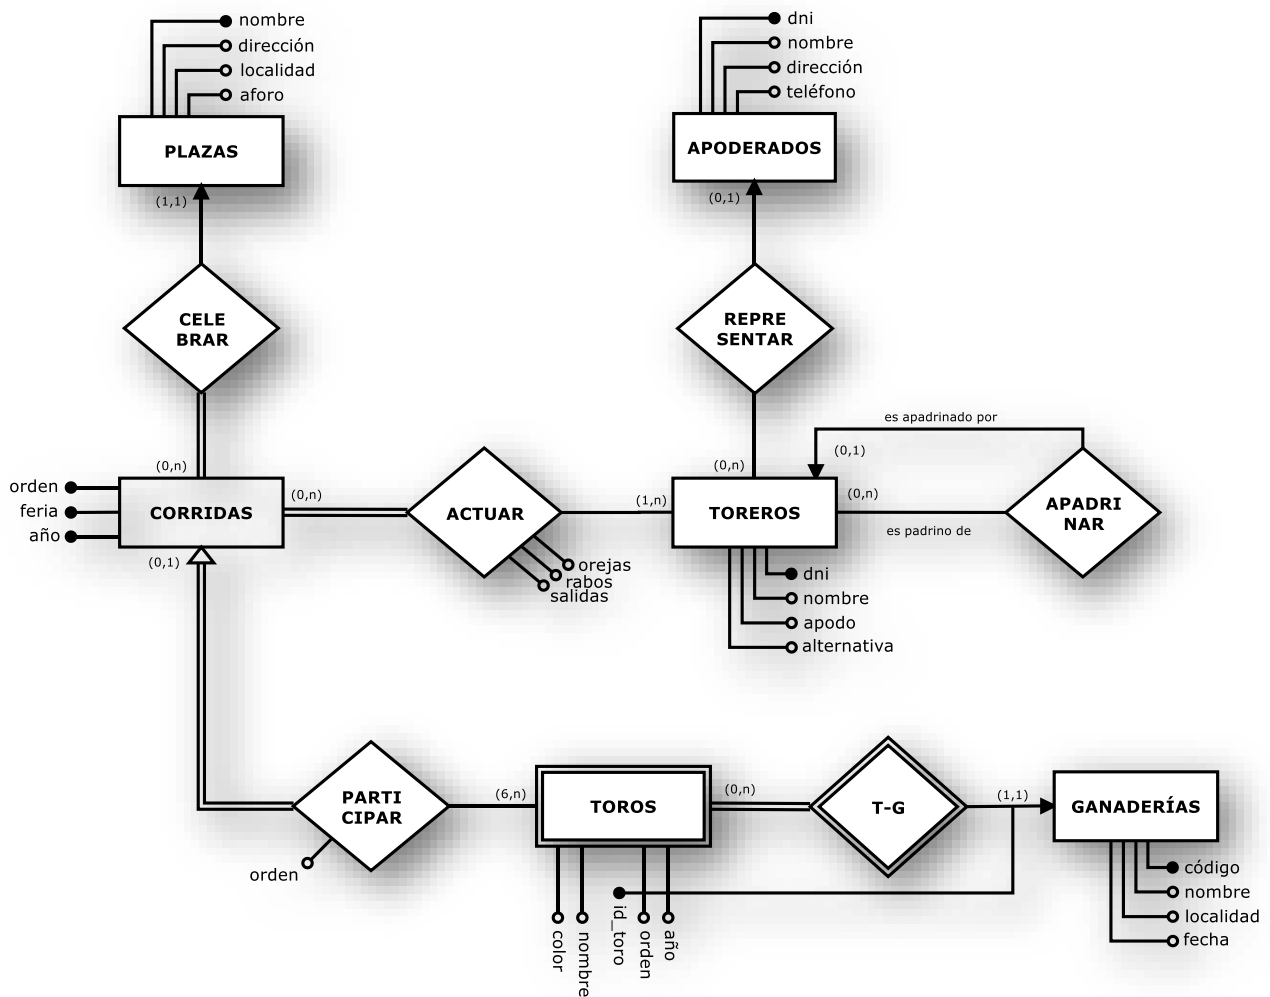 nombre
dirección
localidad
aforo
PLAZAS
(1,1)
CELE
BRAR
(0,n)
dni
nombre
dirección
teléfono
APODERADOS
(0,1)
REPRE
SENTAR
(0,n)
es apadrinado por
(0,1)
orden
feria
año
CORRIDAS
(0,n)
(0,1)
ACTUAR
orejas
rabos
salidas
(1,n)
TOREROS
(0,n)
es padrino de
APADRI
NAR
dni
nombre
apodo
alternativa
PARTI
CIPAR
orden
(6,n)
TOROS
(0,n)
T-G
(1,1)
GANADERÍAS
color
nombre
id_toro
orden
año
código
nombre
localidad
fecha